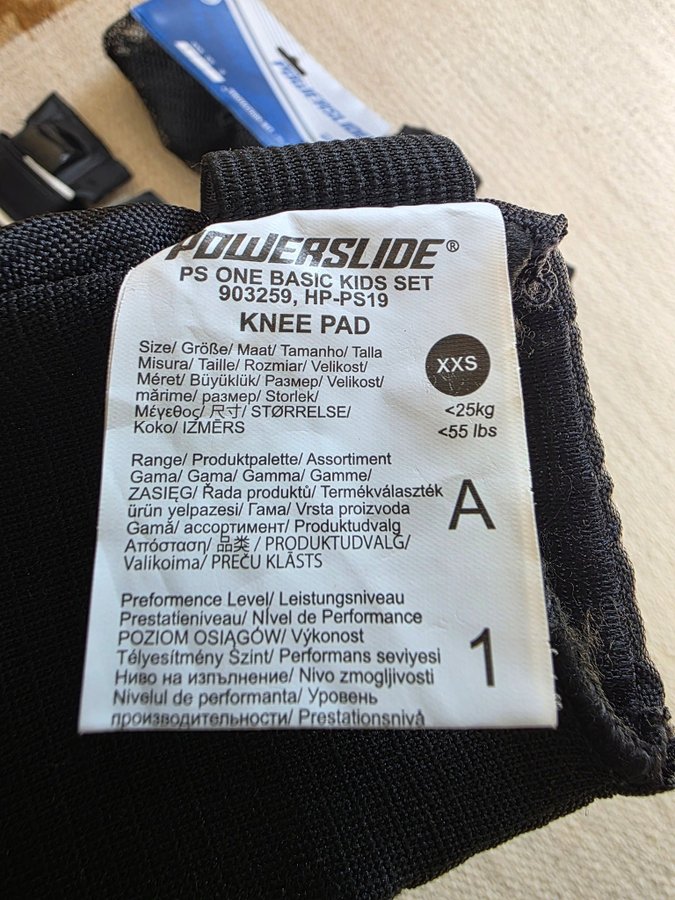 POWERSLIDE
POWERSLIDE®
PS ONE BASIC KIDS SET
903259, HP-PS19
KNEE PAD
Size/ Größe/ Maat/ Tamanho/ Talla
Misura/ Taille/ Rozmiar/ Velikost/
Méret/ Büyüklük/ Размер/ Velikost/
mărime/ размер/ Storlek/
Μέγεθος/ 尺寸/ STØRRELSE/
Koko/ IZMĒRS
XXS
<25kg
<55 lbs
Range/ Produktpalette/ Assortiment
Gama/ Gama/ Gamma/ Gamme/
ZASIĘG/ Řada produktů/ Termékválaszték
ürün yelpazesi/ Гама/ Vrsta proizvoda
Gamă/ ассортимент/ Produktudvalg
Απόσταση/ 品类 / PRODUKTUDVALG/
Valikoima/ PREČU KLĀSTS
A
Preformence Level/ Leistungsniveau
Prestatieniveau/ Nível de Performance
POZIOM OSIĄGÓW/ Výkonost
Télyesítmény Szint/ Performans seviyesi
Ниво на изпълнение/ Nivo zmogljivosti
Nivelul de performanta/ Уровень
производительности/ Prestationsnivå
1